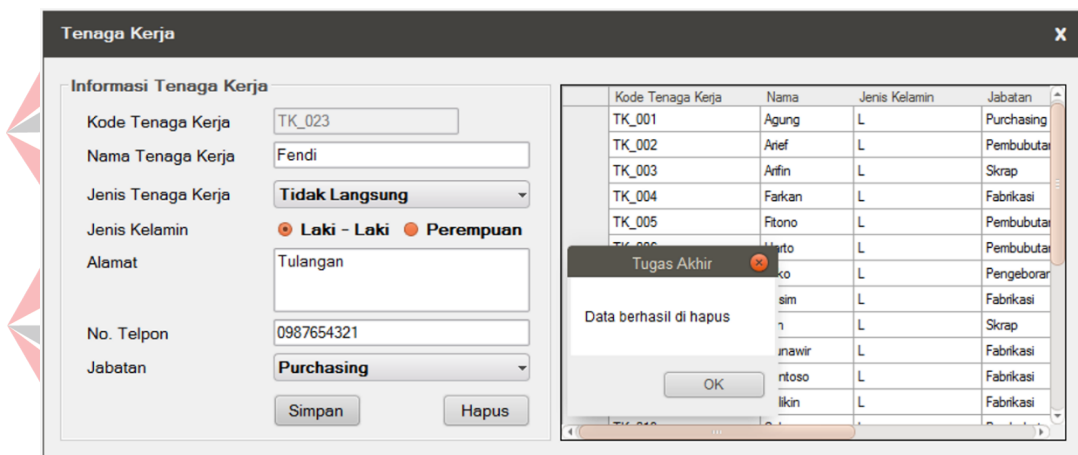 Tenaga Kerja X
Informasi Tenaga Kerja
Kode Tenaga Kerja TK_023
Nama Tenaga Kerja Fendi
Jenis Tenaga Kerja Tidak Langsung
Jenis Kelamin Laki - Laki Perempuan
Alamat Tulangan
No. Telpon 0987654321
Jabatan Purchasing
Simpan Hapus
Kode Tenaga Kerja Nama Jenis Kelamin Jabatan
TK_001 Agung L Purchasing
TK_002 Arief L Pembubutan
TK_003 Arifin L Skrap
TK_004 Farkan L Fabrikasi
TK_005 Fitono L Pembubutan
L Pembubutan
L Pengeboran
L Fabrikasi
L Skrap
L Fabrikasi
L Fabrikasi
L Fabrikasi
Tugas Akhir
Data berhasil di hapus
OK